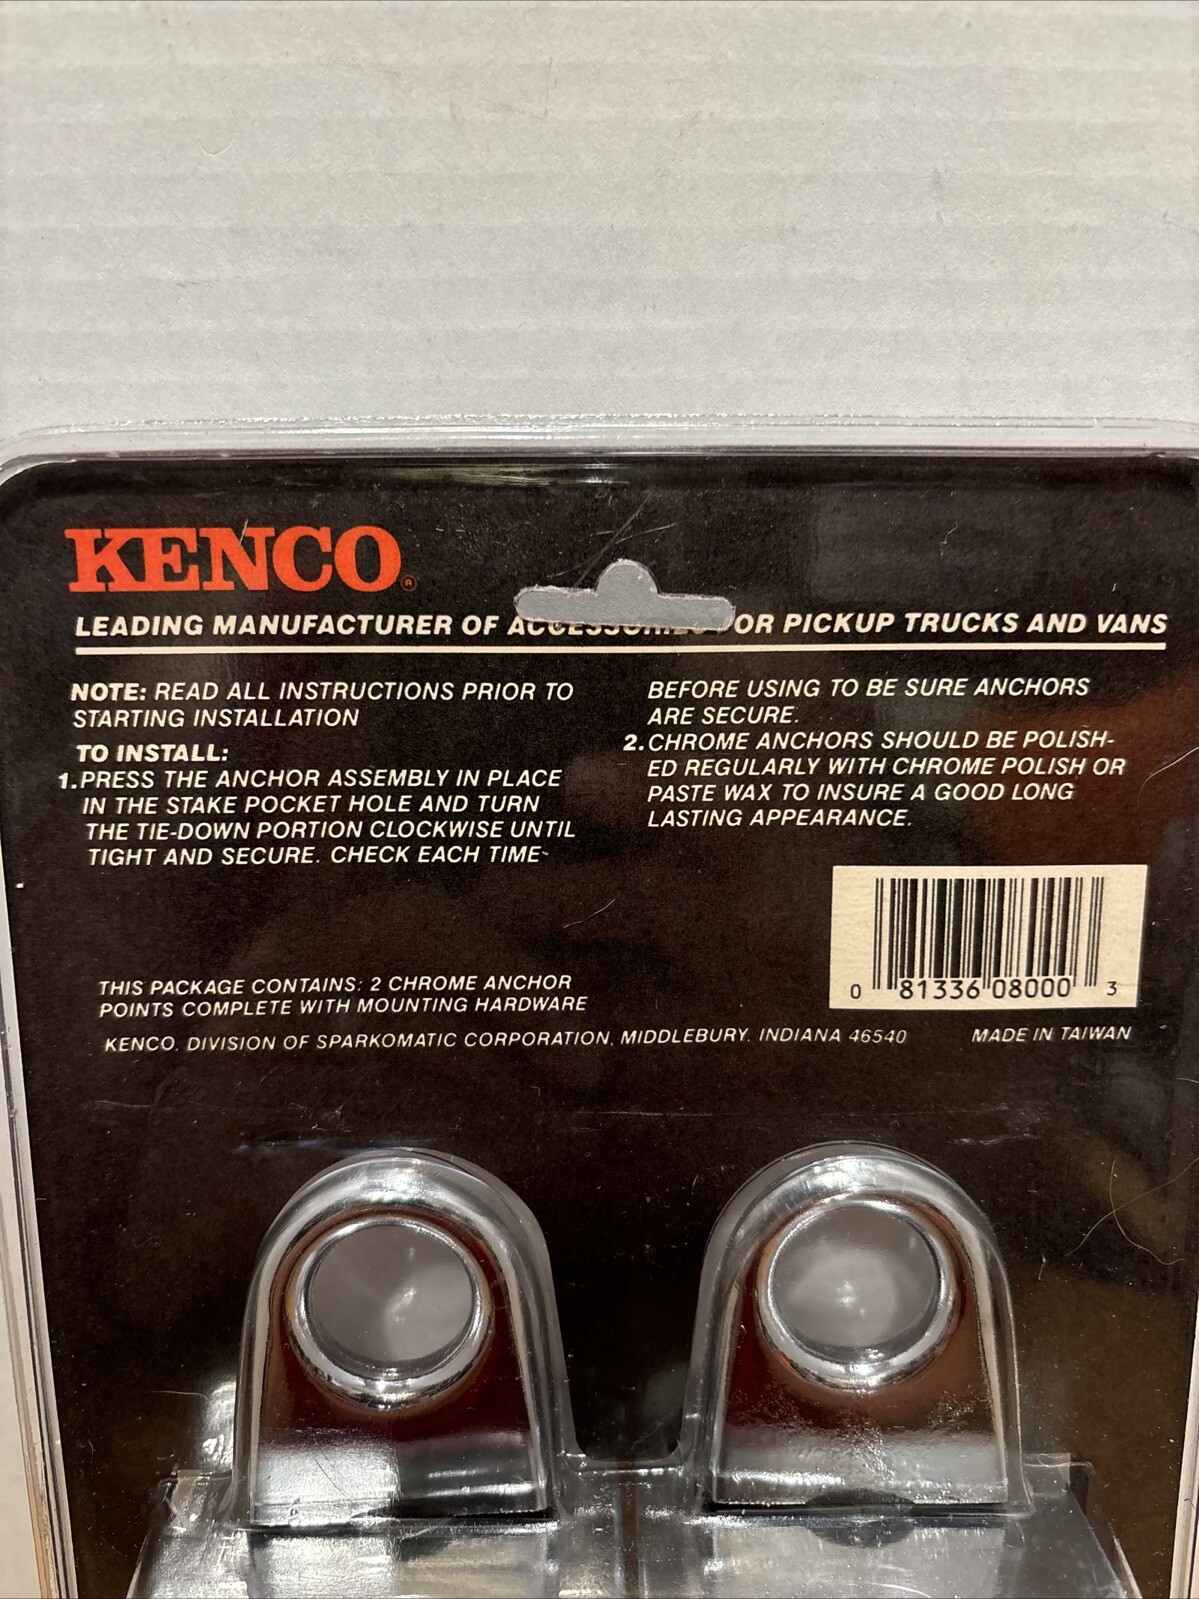 KENCO®
LEADING MANUFACTURER OF ACCESSORIES FOR PICKUP TRUCKS AND VANS
NOTE: READ ALL INSTRUCTIONS PRIOR TO
STARTING INSTALLATION
TO INSTALL:
1. PRESS THE ANCHOR ASSEMBLY IN PLACE
IN THE STAKE POCKET HOLE AND TURN
THE TIE-DOWN PORTION CLOCKWISE UNTIL
TIGHT AND SECURE. CHECK EACH TIME
BEFORE USING TO BE SURE ANCHORS
ARE SECURE.
2. CHROME ANCHORS SHOULD BE POLISH-
ED REGULARLY WITH CHROME POLISH OR
PASTE WAX TO INSURE A GOOD LONG
LASTING APPEARANCE.
0 81336 08000 3
THIS PACKAGE CONTAINS: 2 CHROME ANCHOR
POINTS COMPLETE WITH MOUNTING HARDWARE
KENCO, DIVISION OF SPARKOMATIC CORPORATION, MIDDLEBURY, INDIANA 46540 MADE IN TAIWAN